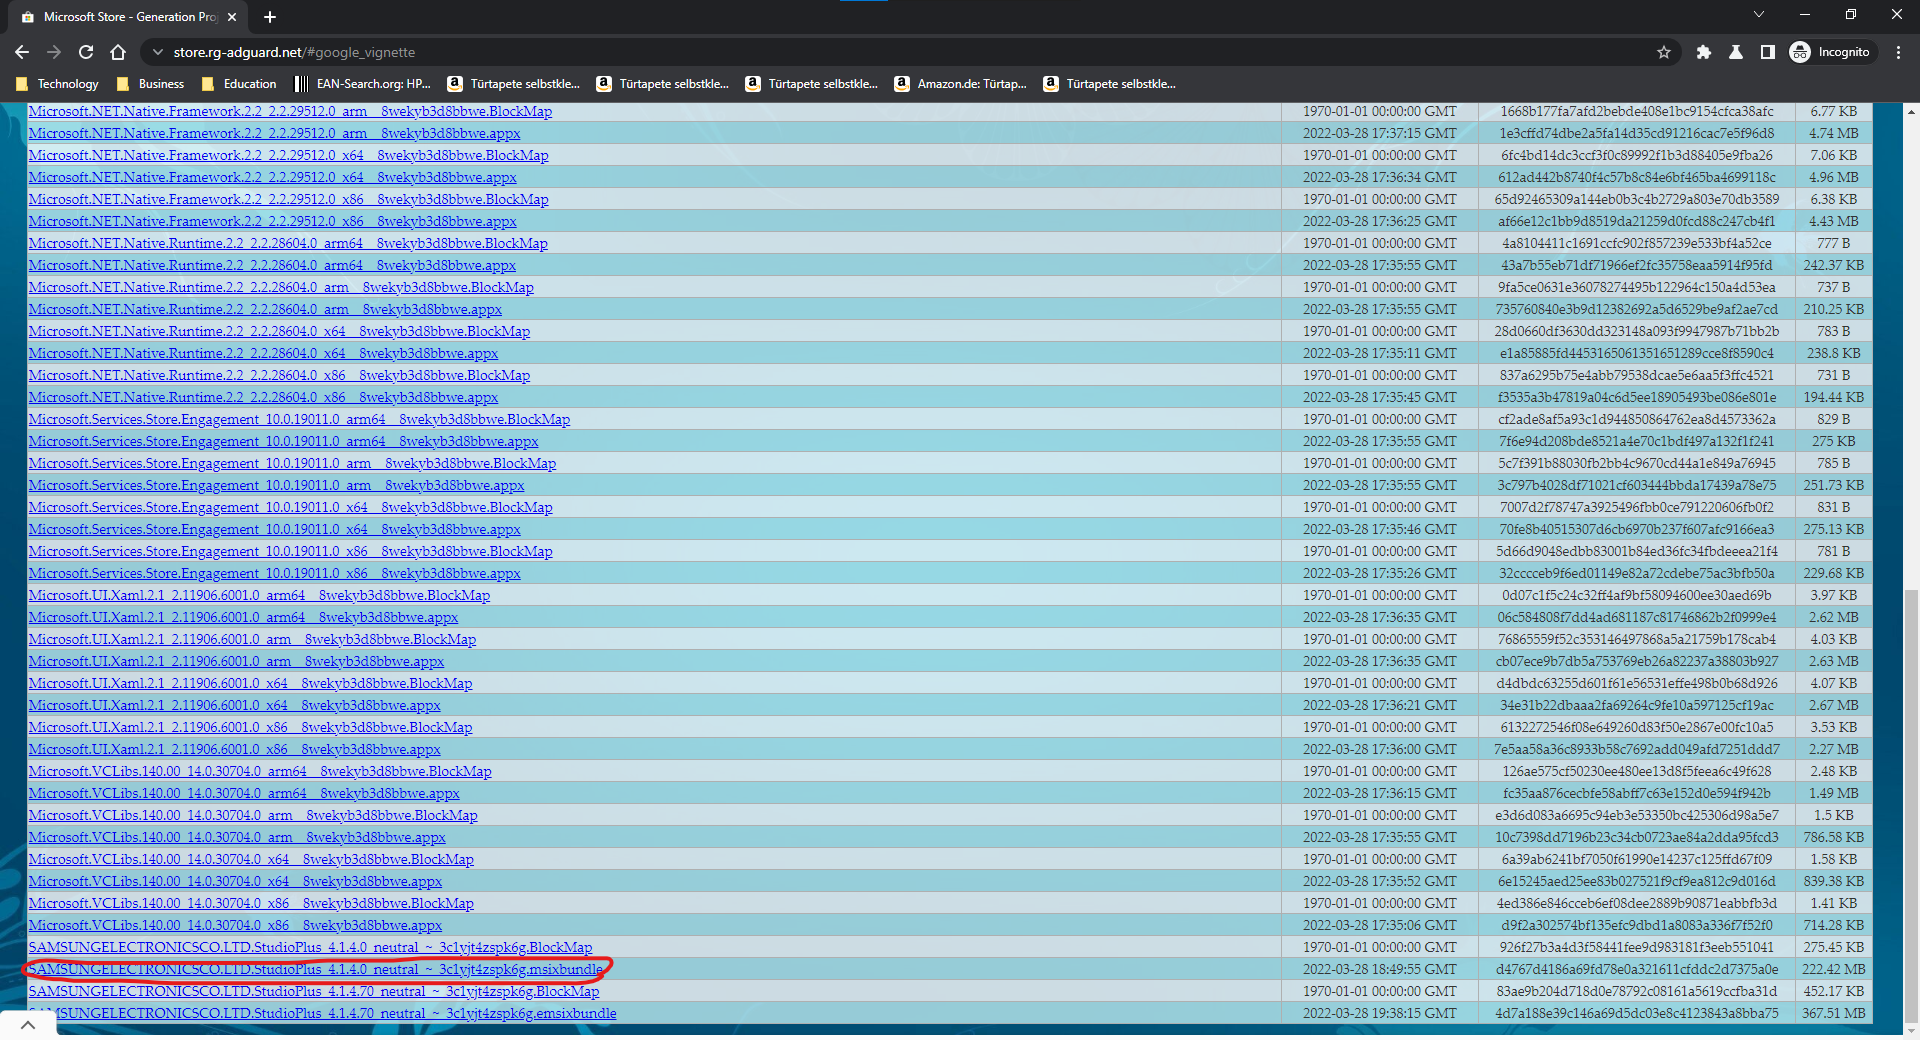 Microsoft Store - Generation Pro
store.rg-adguard.net/#google_vignette
Incognito
Technology Business Education EAN-Search.org: HP... Türtapete selbstkle... Türtapete selbstkle... Türtapete selbstkle... Amazon.de: Türtap... Türtapete selbstkle...
Microsoft.NET.Native.Framework.2.2_2.2.29512.0_arm__8wekyb3d8bbwe.BlockMap 1970-01-01 00:00:00 GMT 1668b177fa7afd2bebde408e1bc9154cfca38afc 6.77 KB
Microsoft.NET.Native.Framework.2.2_2.2.29512.0_arm__8wekyb3d8bbwe.appx 2022-03-28 17:37:15 GMT 1e3cffd74dbe2a5fa14d35cd91216cac7e5f96d8 4.74 MB
Microsoft.NET.Native.Framework.2.2_2.2.29512.0_x64__8wekyb3d8bbwe.BlockMap 1970-01-01 00:00:00 GMT 6fc4bd14dc3ccf3f0c89992f1b3d88405e9fba26 7.06 KB
Microsoft.NET.Native.Framework.2.2_2.2.29512.0_x64__8wekyb3d8bbwe.appx 2022-03-28 17:36:34 GMT 612ad442b8740f4c57b8c84e6bf465ba4699118c 4.96 MB
Microsoft.NET.Native.Framework.2.2_2.2.29512.0_x86__8wekyb3d8bbwe.BlockMap 1970-01-01 00:00:00 GMT 65d92465309a144eb0b3c4b2729a803e70db3589 6.38 KB
Microsoft.NET.Native.Framework.2.2_2.2.29512.0_x86__8wekyb3d8bbwe.appx 2022-03-28 17:36:25 GMT af66e12c1bb9d8519da21259d0fcd88c247cb4f1 4.43 MB
Microsoft.NET.Native.Runtime.2.2_2.2.28604.0_arm64__8wekyb3d8bbwe.BlockMap 1970-01-01 00:00:00 GMT 4a8104411c1691ccfc902f857239e533bf4a52ce 777 B
Microsoft.NET.Native.Runtime.2.2_2.2.28604.0_arm64__8wekyb3d8bbwe.appx 2022-03-28 17:35:55 GMT 43a7b55eb71df71966ef2fc35758eaa5914f95fd 242.37 KB
Microsoft.NET.Native.Runtime.2.2_2.2.28604.0_arm__8wekyb3d8bbwe.BlockMap 1970-01-01 00:00:00 GMT 9fa5ce0631e36078274495b122964c150a4d53ea 737 B
Microsoft.NET.Native.Runtime.2.2_2.2.28604.0_arm__8wekyb3d8bbwe.appx 2022-03-28 17:35:55 GMT 735760840e3b9d12382692a5d6529be9af2ae7cd 210.25 KB
Microsoft.NET.Native.Runtime.2.2_2.2.28604.0_x64__8wekyb3d8bbwe.BlockMap 1970-01-01 00:00:00 GMT 28d0660df3630dd323148a093f9947987b71bb2b 783 B
Microsoft.NET.Native.Runtime.2.2_2.2.28604.0_x64__8wekyb3d8bbwe.appx 2022-03-28 17:35:11 GMT e1a85885fd4453165061351651289cce8f8590c4 238.8 KB
Microsoft.NET.Native.Runtime.2.2_2.2.28604.0_x86__8wekyb3d8bbwe.BlockMap 1970-01-01 00:00:00 GMT 837a6295b75e4abb79538dcae5e6aa5f3ffc4521 731 B
Microsoft.NET.Native.Runtime.2.2_2.2.28604.0_x86__8wekyb3d8bbwe.appx 2022-03-28 17:35:45 GMT f3535a3b47819a04c6d5ee18905493be086e801e 194.44 KB
Microsoft.Services.Store.Engagement_10.0.19011.0_arm64__8wekyb3d8bbwe.BlockMap 1970-01-01 00:00:00 GMT cf2ade8af5a93c1d944850864762ea8d4573362a 829 B
Microsoft.Services.Store.Engagement_10.0.19011.0_arm64__8wekyb3d8bbwe.appx 2022-03-28 17:35:55 GMT 7f6e94d208bde8521a4e70c1bdf497a132f1f241 275 KB
Microsoft.Services.Store.Engagement_10.0.19011.0_arm__8wekyb3d8bbwe.BlockMap 1970-01-01 00:00:00 GMT 5c7f391b88030fb2bb4c9670cd44a1e849a76945 785 B
Microsoft.Services.Store.Engagement_10.0.19011.0_arm__8wekyb3d8bbwe.appx 2022-03-28 17:35:55 GMT 3c797b4028df71021cf603444bbda17439a78e75 251.73 KB
Microsoft.Services.Store.Engagement_10.0.19011.0_x64__8wekyb3d8bbwe.BlockMap 1970-01-01 00:00:00 GMT 7007d2f78747a3925496fbb0ce791220606fb0f2 831 B
Microsoft.Services.Store.Engagement_10.0.19011.0_x64__8wekyb3d8bbwe.appx 2022-03-28 17:35:46 GMT 70fe8b40515307d6cb6970b237f607afc9166ea3 275.13 KB
Microsoft.Services.Store.Engagement_10.0.19011.0_x86__8wekyb3d8bbwe.BlockMap 1970-01-01 00:00:00 GMT 5d66d9048edbb83001b84ed36fc34fbdeeea21f4 781 B
Microsoft.Services.Store.Engagement_10.0.19011.0_x86__8wekyb3d8bbwe.appx 2022-03-28 17:35:26 GMT 32cccceb9f6ed01149e82a72cdebe75ac3bfb50a 229.68 KB
Microsoft.UI.Xaml.2.1_2.11906.6001.0_arm64__8wekyb3d8bbwe.BlockMap 1970-01-01 00:00:00 GMT 0d07c1f5c24c32ff4af9bf58094600ee30aed69b 3.97 KB
Microsoft.UI.Xaml.2.1_2.11906.6001.0_arm64__8wekyb3d8bbwe.appx 2022-03-28 17:36:35 GMT 06c584808f7dd4ad681187c81746862b2f0999e4 2.62 MB
Microsoft.UI.Xaml.2.1_2.11906.6001.0_arm__8wekyb3d8bbwe.BlockMap 1970-01-01 00:00:00 GMT 76865559f52c353146497868a5a21759b178cab4 4.03 KB
Microsoft.UI.Xaml.2.1_2.11906.6001.0_arm__8wekyb3d8bbwe.appx 2022-03-28 17:36:35 GMT cb07ece9b7db5a753769eb26a82237a38803b927 2.63 MB
Microsoft.UI.Xaml.2.1_2.11906.6001.0_x64__8wekyb3d8bbwe.BlockMap 1970-01-01 00:00:00 GMT d4dbdc63255d601f61e56531effe498b0b68d926 4.07 KB
Microsoft.UI.Xaml.2.1_2.11906.6001.0_x64__8wekyb3d8bbwe.appx 2022-03-28 17:36:21 GMT 34e31b22dbaaa2fa69264c9fe10a597125cf19ac 2.67 MB
Microsoft.UI.Xaml.2.1_2.11906.6001.0_x86__8wekyb3d8bbwe.BlockMap 1970-01-01 00:00:00 GMT 6132272546f08e649260d83f50e2867e00fc10a5 3.53 KB
Microsoft.UI.Xaml.2.1_2.11906.6001.0_x86__8wekyb3d8bbwe.appx 2022-03-28 17:36:00 GMT 7e5aa58a36c8933b58c7692add049afd7251ddd7 2.27 MB
Microsoft.VCLibs.140.00_14.0.30704.0_arm64__8wekyb3d8bbwe.BlockMap 1970-01-01 00:00:00 GMT 126ae575cf50230ee480ee13d8f5feea6c49f628 2.48 KB
Microsoft.VCLibs.140.00_14.0.30704.0_arm64__8wekyb3d8bbwe.appx 2022-03-28 17:36:15 GMT fc35aa876cecbfe58abff7c63e152d0e594f942b 1.49 MB
Microsoft.VCLibs.140.00_14.0.30704.0_arm__8wekyb3d8bbwe.BlockMap 1970-01-01 00:00:00 GMT e3d6d083a6695c94eb3e53350bc425306d98a5e7 1.5 KB
Microsoft.VCLibs.140.00_14.0.30704.0_arm__8wekyb3d8bbwe.appx 2022-03-28 17:35:55 GMT 10c7398dd7196b23c34cb0723ae84a2dda95fcd3 786.58 KB
Microsoft.VCLibs.140.00_14.0.30704.0_x64__8wekyb3d8bbwe.BlockMap 1970-01-01 00:00:00 GMT 6a39ab6241bf7050f61990e14237c125ffd67f09 1.58 KB
Microsoft.VCLibs.140.00_14.0.30704.0_x64__8wekyb3d8bbwe.appx 2022-03-28 17:35:52 GMT 6e15245aed25ee83b027521f9cf9ea812c9d016d 839.38 KB
Microsoft.VCLibs.140.00_14.0.30704.0_x86__8wekyb3d8bbwe.BlockMap 1970-01-01 00:00:00 GMT 4ed386e846cceb6ef08dee2889b90871eabbfb3d 1.41 KB
Microsoft.VCLibs.140.00_14.0.30704.0_x86__8wekyb3d8bbwe.appx 2022-03-28 17:35:06 GMT d9f2a302574bf135efc9dbd1a8083a336f7f52f0 714.28 KB
SAMSUNGELECTRONICSCO.LTD.StudioPlus_4.1.4.0_neutral_~_3c1yjt4zspk6g.BlockMap 1970-01-01 00:00:00 GMT 926f27b3a4d3f58441fee9d983181f3eeb551041 275.45 KB
SAMSUNGELECTRONICSCO.LTD.StudioPlus_4.1.4.0_neutral_~_3c1yjt4zspk6g.msixbundle 2022-03-28 18:49:55 GMT d4767d4186a69fd78e0a321611cfddc2d7375a0e 222.42 MB
SAMSUNGELECTRONICSCO.LTD.StudioPlus_4.1.4.70_neutral_~_3c1yjt4zspk6g.BlockMap 1970-01-01 00:00:00 GMT 83ae9b204d718d0e78792c08161a5619ccfba31d 452.17 KB
SAMSUNGELECTRONICSCO.LTD.StudioPlus_4.1.4.70_neutral_~_3c1yjt4zspk6g.emsixbundle 2022-03-28 19:38:15 GMT 4d7a188e39c146a69d5dc03e8c4123843a8bba75 367.51 MB